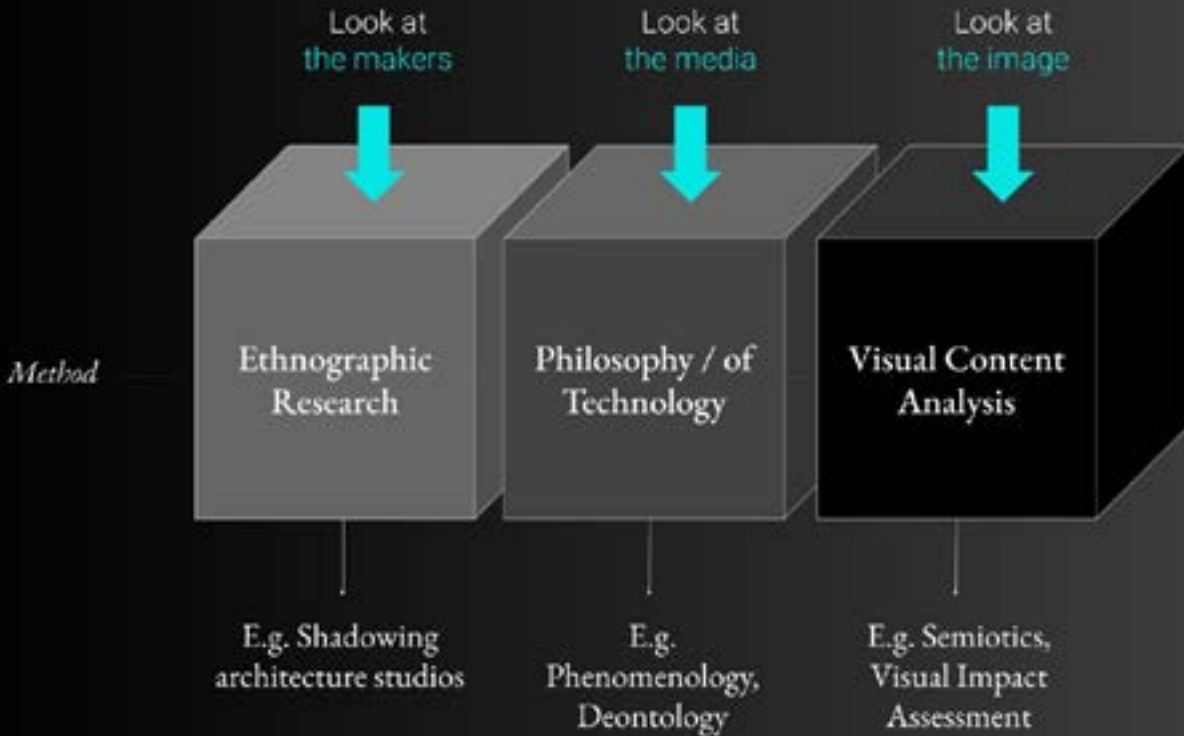 Look at
the makers
Look at
the media
Look at
the image
Method
Ethnographic
Research
Philosophy / of
Technology
Visual Content
Analysis
E.g. Shadowing
architecture studios
E.g.
Phenomenology,
Deontology
E.g. Semiotics,
Visual Impact
Assessment